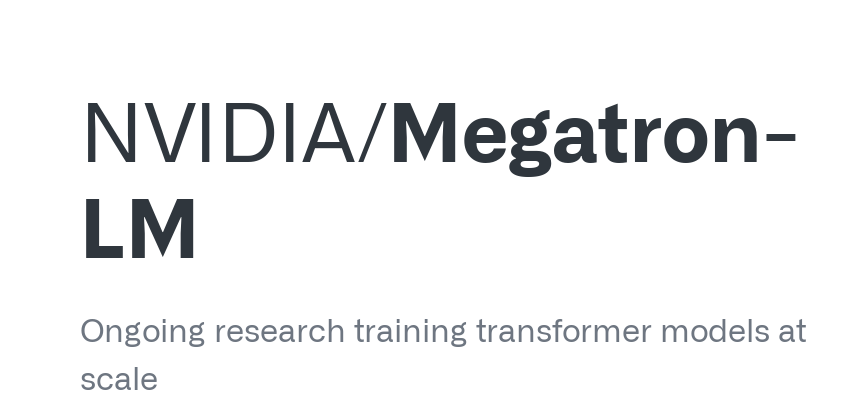 NVIDIA/Megatron-
LM
Ongoing research training transformer models at
scale